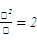 □²/□ = 2